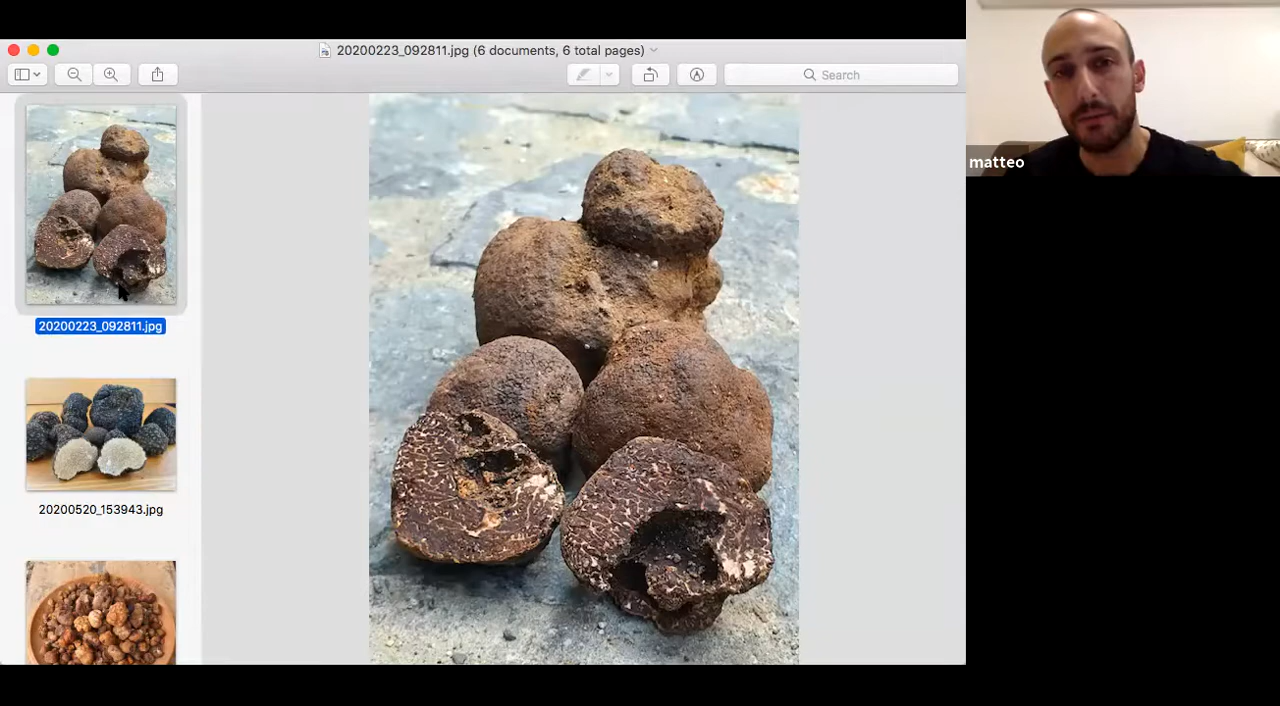 20200223_092811.jpg (6 documents, 6 total pages)
Search
20200223_092811.jpg
20200520_153943.jpg
matteo